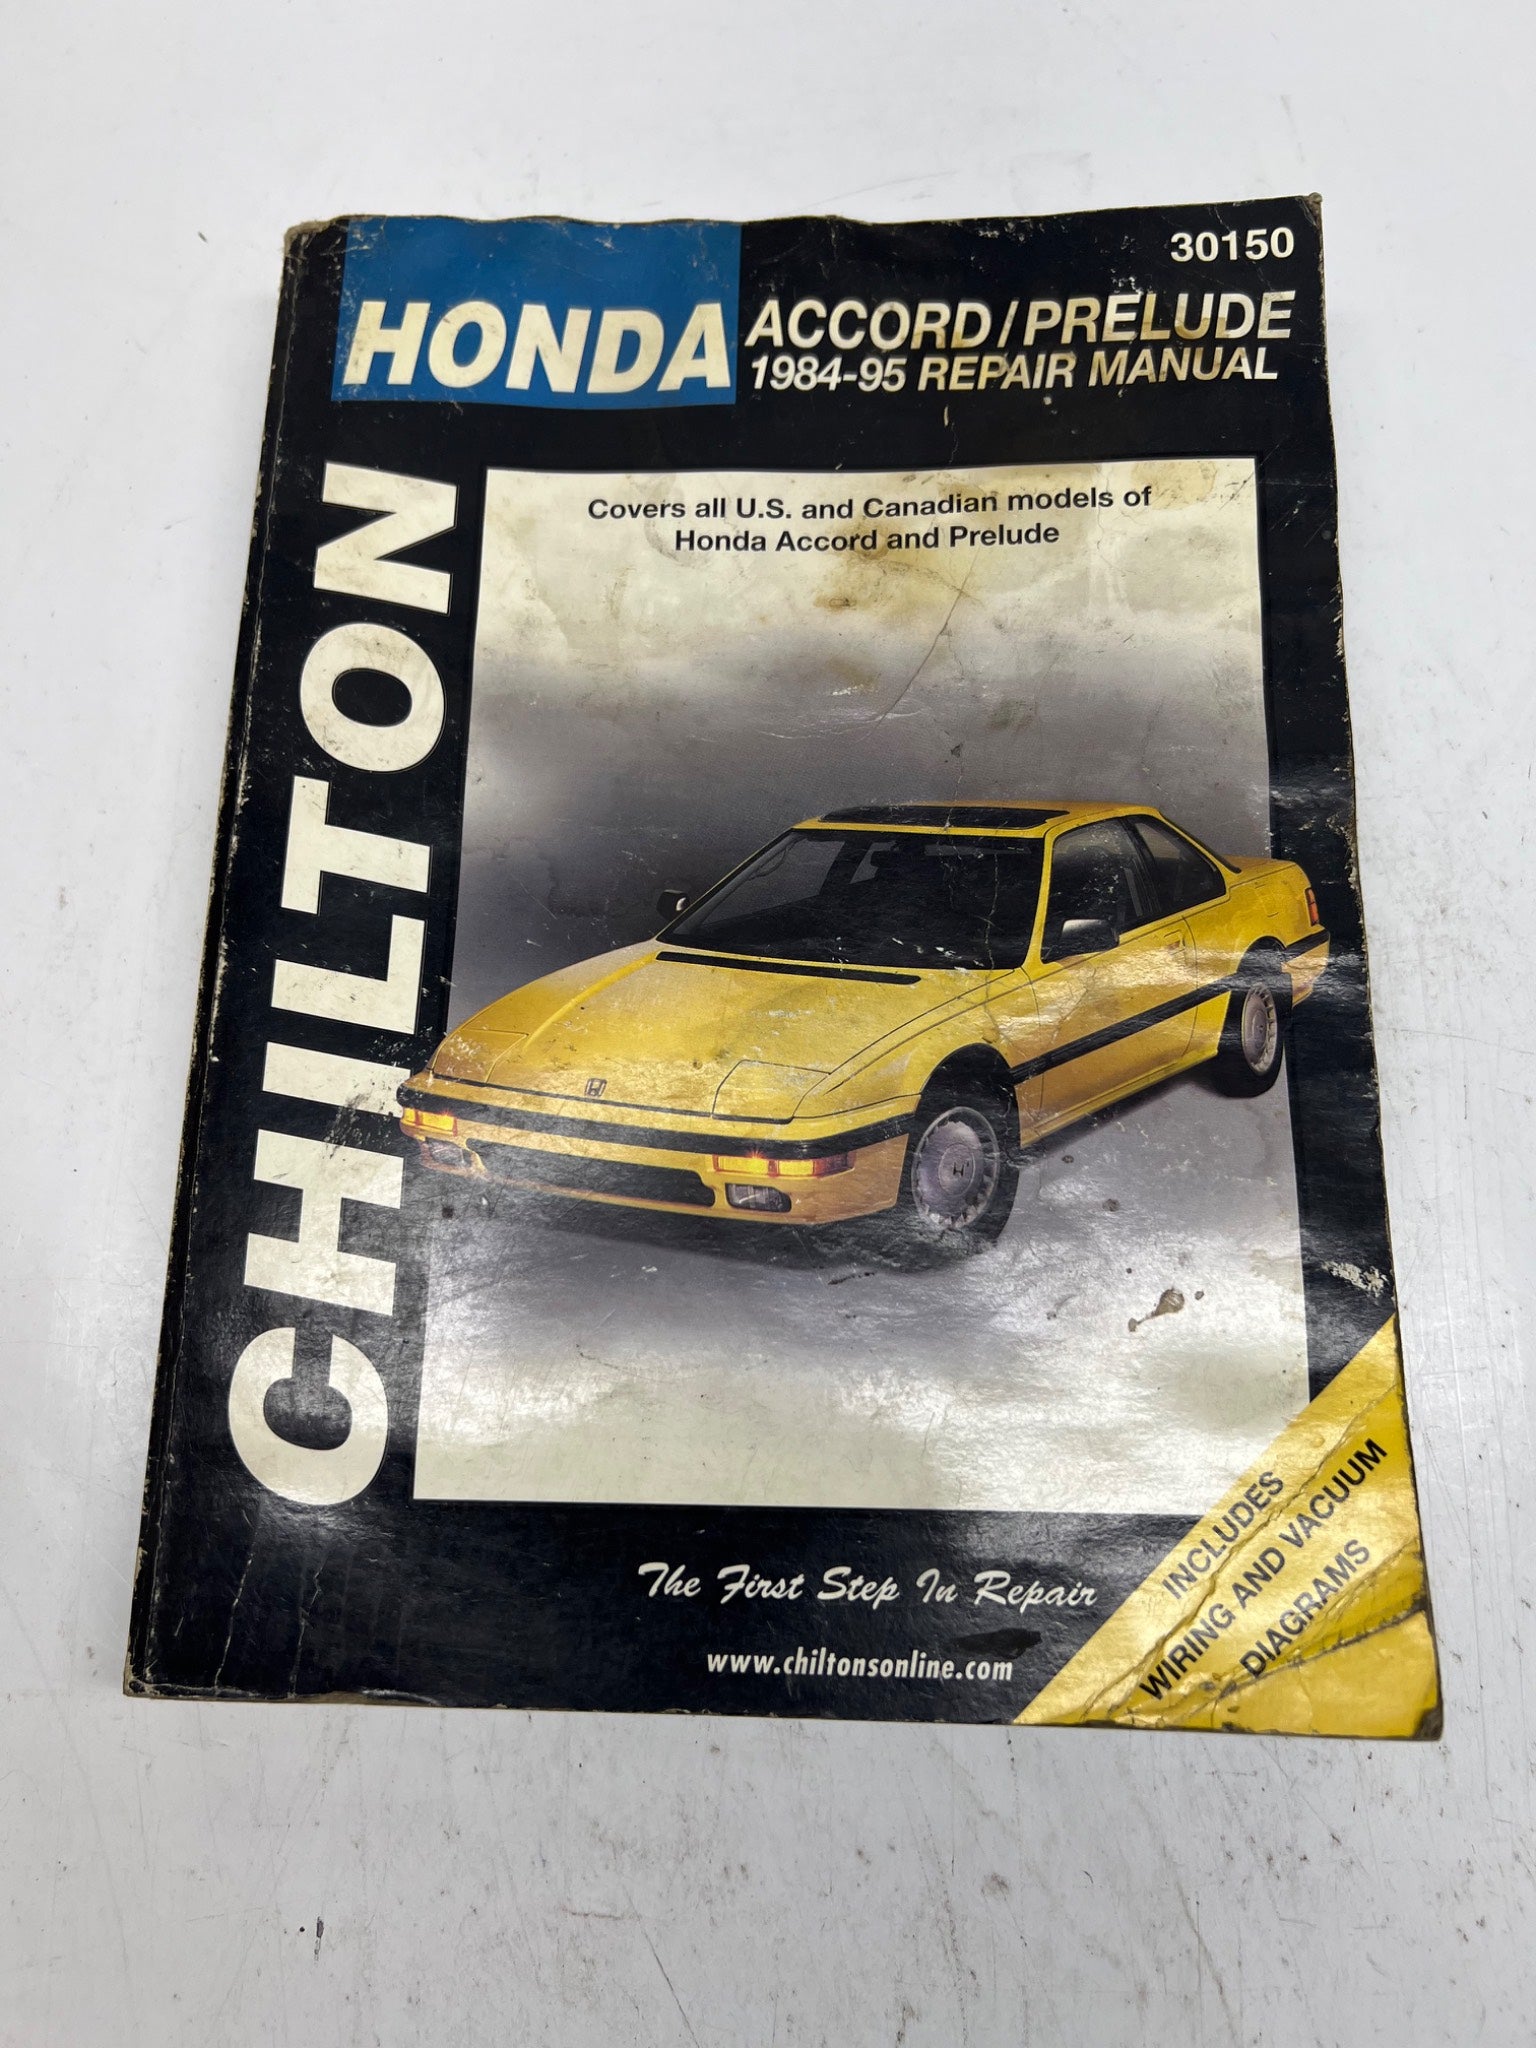 30150
HONDA
ACCORD/PRELUDE
1984-95 REPAIR MANUAL
CHILTON
Covers all U.S. and Canadian models of
Honda Accord and Prelude
The First Step In Repair
www.chiltonsonline.com
INCLUDES
WIRING AND VACUUM
DIAGRAMS